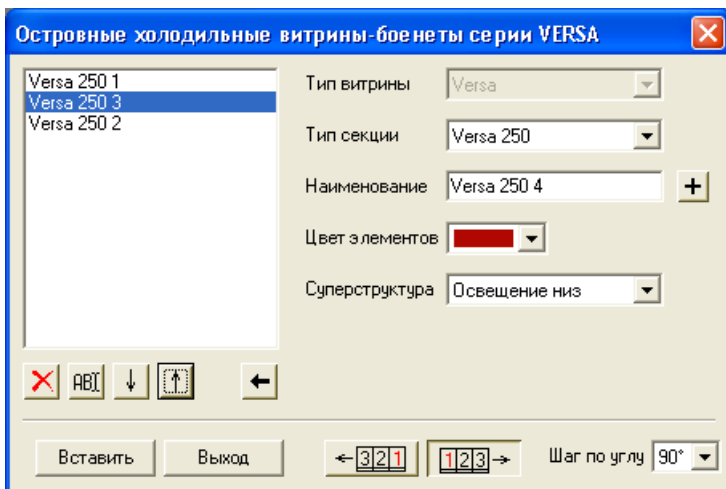 Островные холодильные витрины-боенеты серии VERSA
Versa 250 1
Versa 250 3
Versa 250 2
Тип витрины
Versa
Тип секции
Versa 250
Наименование
Versa 250 4
+
Цвет элементов
Суперструктура
Освещение низ
ABI
Вставить
Выход
←321
123→
Шаг по углу
90°